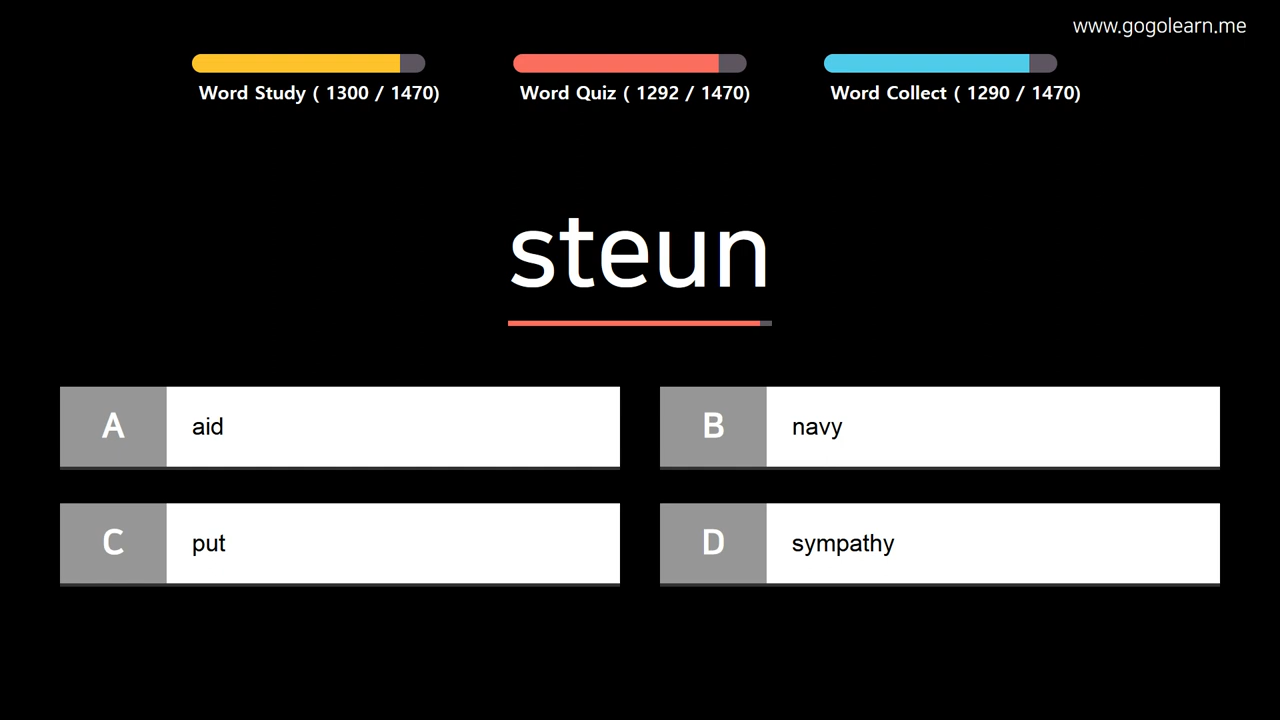 www.gogolearn.me
Word Study ( 1300 / 1470)
Word Quiz ( 1292 / 1470)
Word Collect ( 1290 / 1470)
steun
A aid
B navy
C put
D sympathy